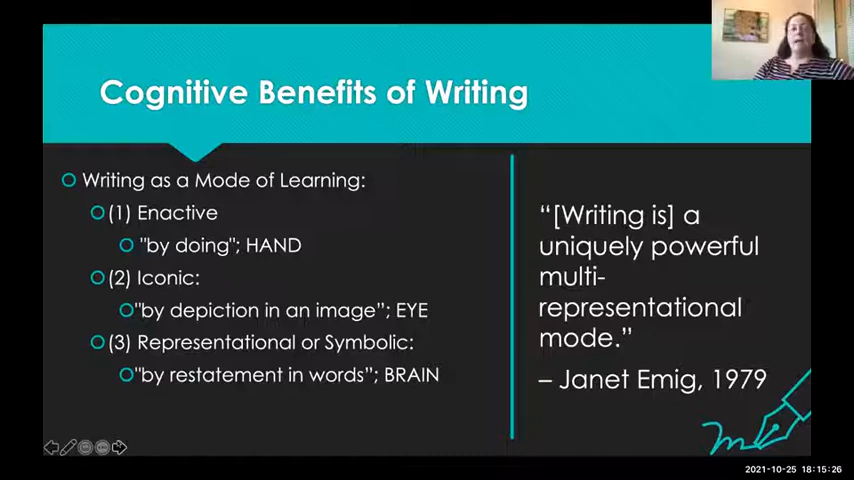 Cognitive Benefits of Writing
Writing as a Mode of Learning:
(1) Enactive
"by doing"; HAND
(2) Iconic:
"by depiction in an image”; EYE
(3) Representational or Symbolic:
"by restatement in words”; BRAIN
“[Writing is] a
uniquely powerful
multi-
representational
mode.”
– Janet Emig, 1979
2021-10-25 18:15:26